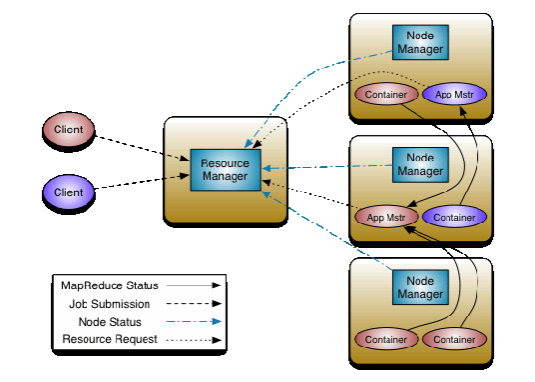 Node
Manager
Container
App Mstr
Client
Resource
Manager
Node
Manager
Client
App Mstr
Container
Node
Manager
MapReduce Status
Job Submission
Node Status
Resource Request
Container
Container